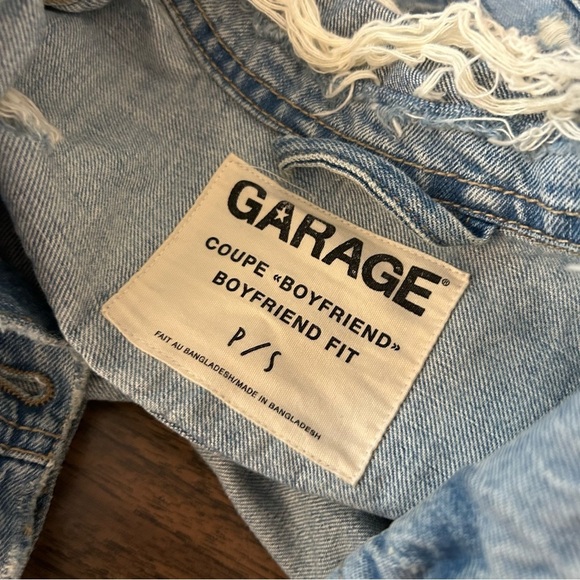 GARAGE®
COUPE «BOYFRIEND»
BOYFRIEND FIT
P/S
FAIT AU BANGLADESH/MADE IN BANGLADESH